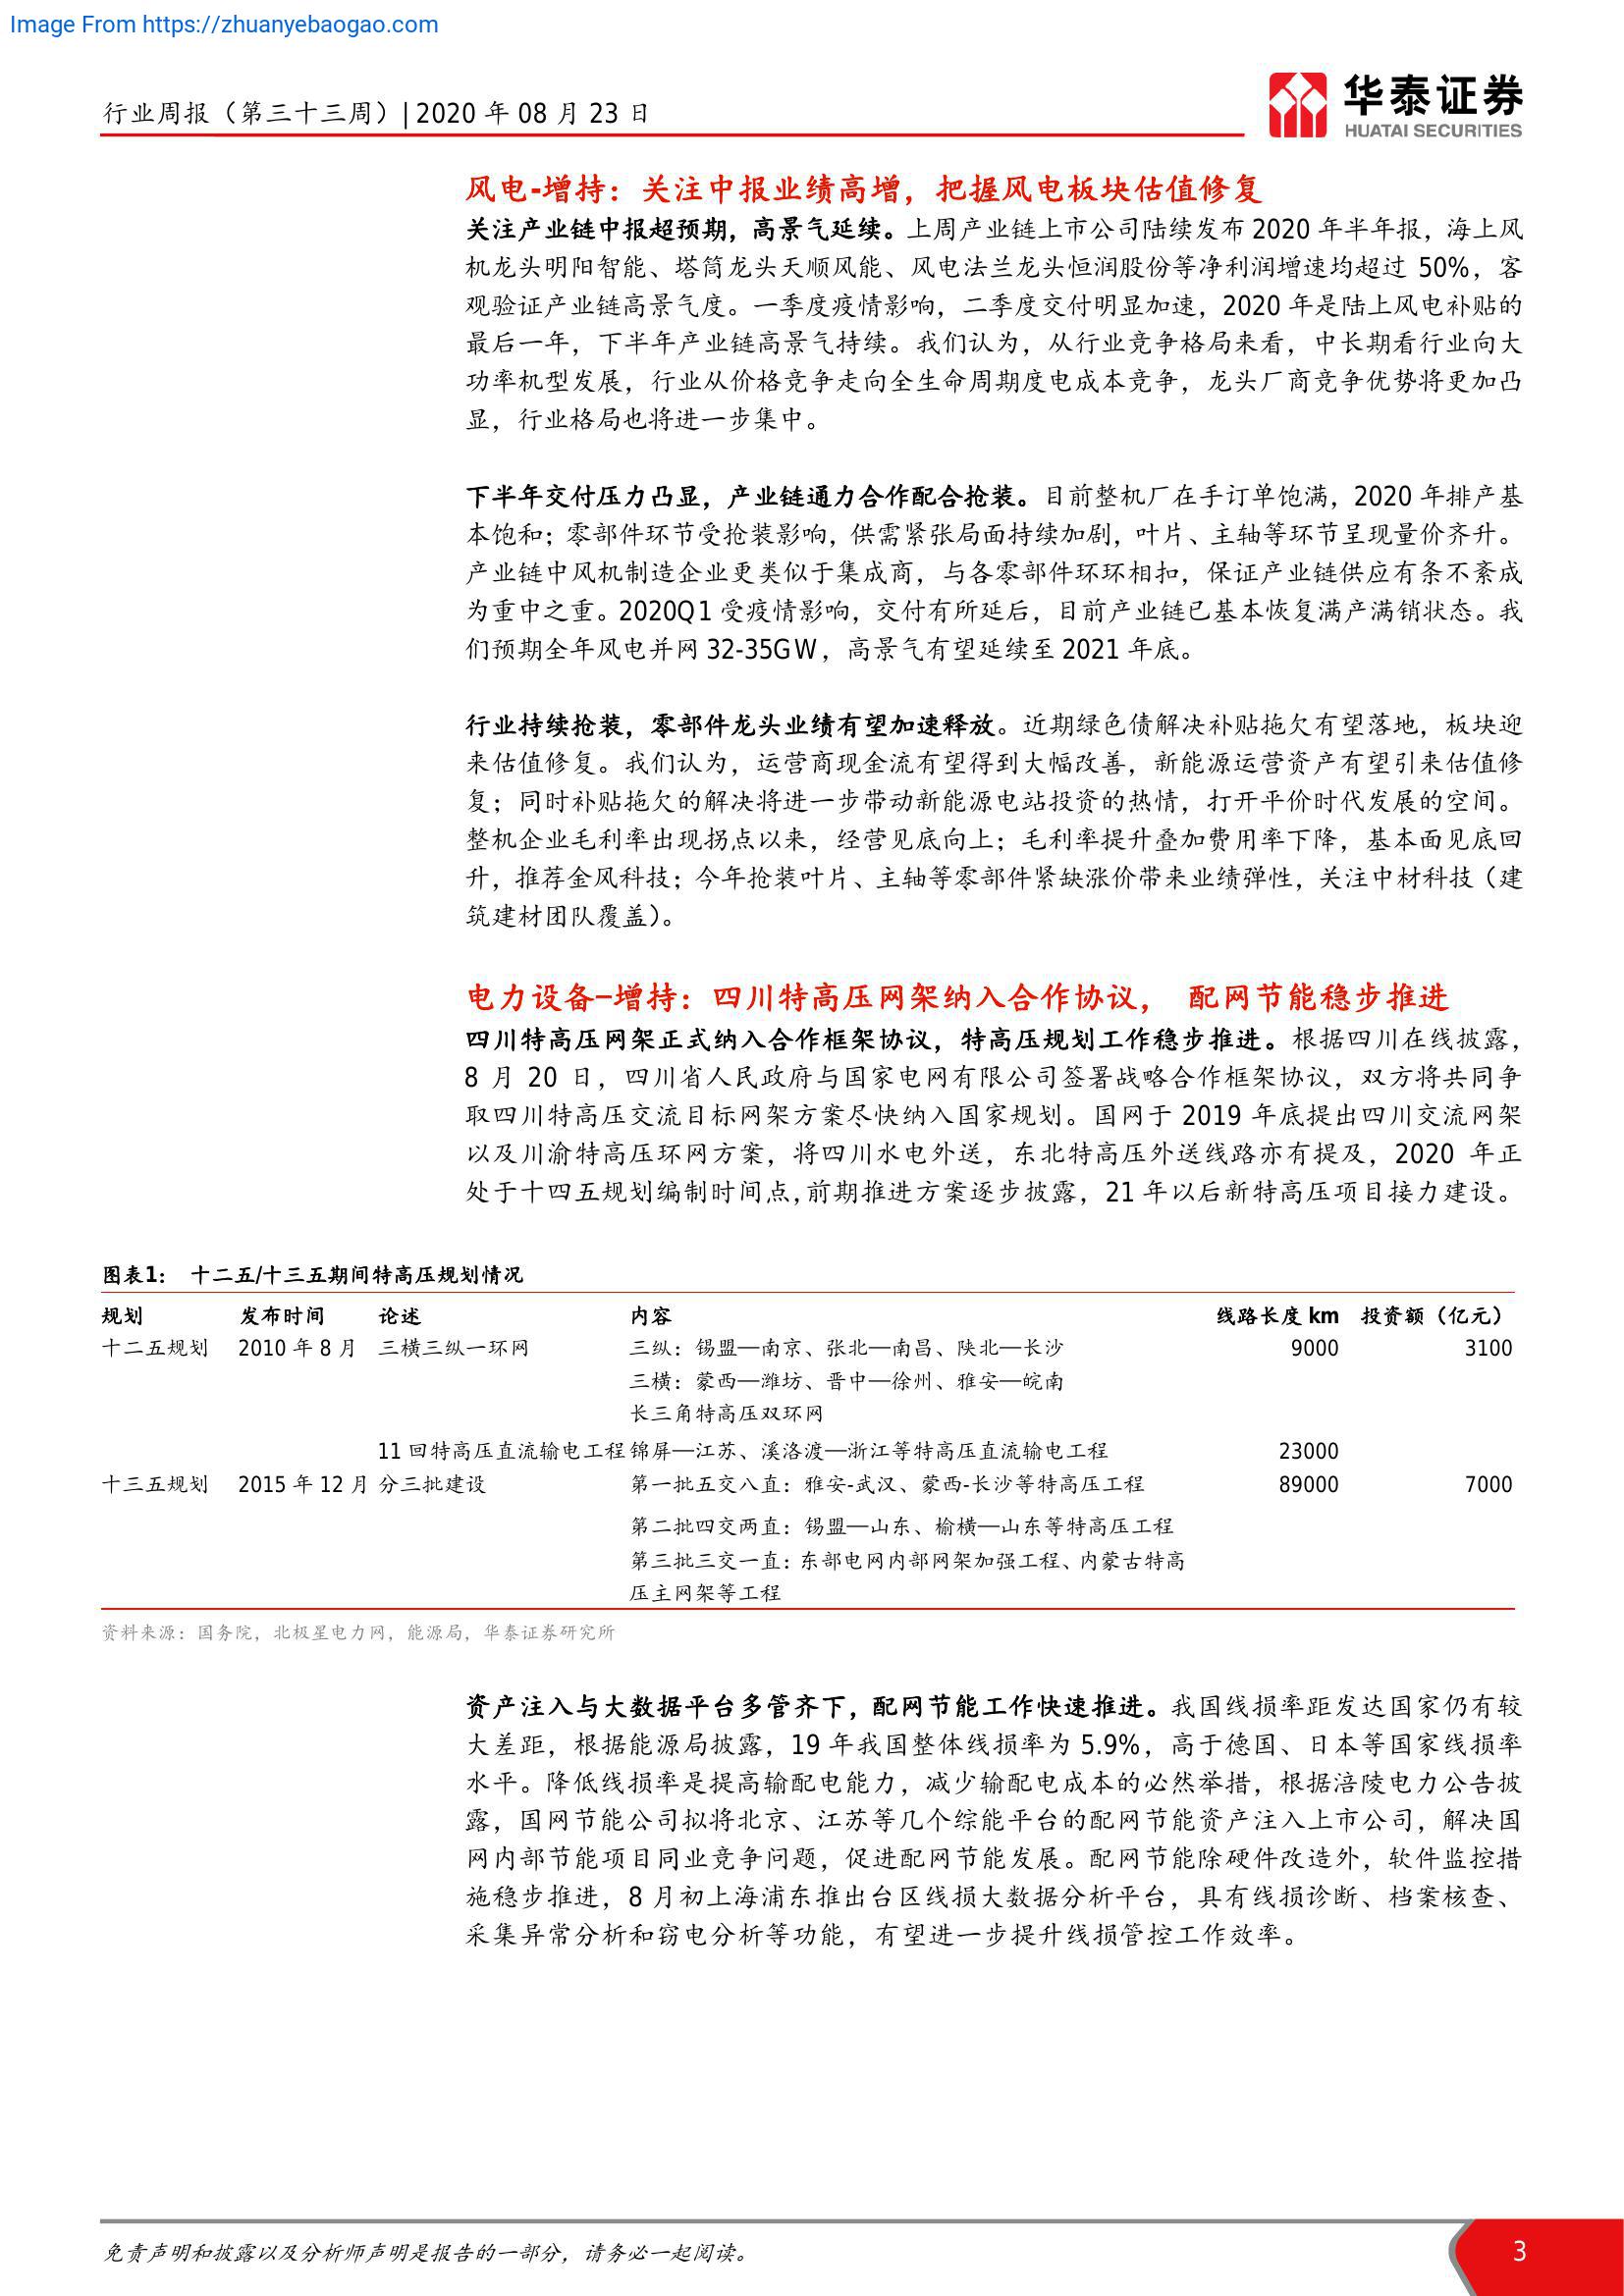 Image From https://zhuanyebaogao.com
行业周报（第三十三周）| 2020 年 08 月 23 日
华泰证券
HUATAI SECURITIES
风电-增持：关注中报业绩高增，把握风电板块估值修复
关注产业链中报超预期，高景气延续。上周产业链上市公司陆续发布 2020 年半年报，海上风
机龙头明阳智能、塔筒龙头天顺风能、风电法兰龙头恒润股份等净利润增速均超过 50%，客
观验证产业链高景气度。一季度疫情影响，二季度交付明显加速，2020 年是陆上风电补贴的
最后一年，下半年产业链高景气持续。我们认为，从行业竞争格局来看，中长期看行业向大
功率机型发展，行业从价格竞争走向全生命周期度电成本竞争，龙头厂商竞争优势将更加凸
显，行业格局也将进一步集中。
下半年交付压力凸显，产业链通力合作配合抢装。目前整机厂在手订单饱满，2020 年排产基
本饱和；零部件环节受抢装影响，供需紧张局面持续加剧，叶片、主轴等环节呈现量价齐升。
产业链中风机制造企业更类似于集成商，与各零部件环环相扣，保证产业链供应有条不紊成
为重中之重。2020Q1 受疫情影响，交付有所延后，目前产业链已基本恢复满产满销状态。我
们预期全年风电并网 32-35GW，高景气有望延续至 2021 年底。
行业持续抢装，零部件龙头业绩有望加速释放。近期绿色债解决补贴拖欠有望落地，板块迎
来估值修复。我们认为，运营商现金流有望得到大幅改善，新能源运营资产有望引来估值修
复；同时补贴拖欠的解决将进一步带动新能源电站投资的热情，打开平价时代发展的空间。
整机企业毛利率出现拐点以来，经营见底向上；毛利率提升叠加费用率下降，基本面见底回
升，推荐金风科技；今年抢装叶片、主轴等零部件紧缺涨价带来业绩弹性，关注中材科技（建
筑建材团队覆盖）。
电力设备–增持：四川特高压网架纳入合作协议， 配网节能稳步推进
四川特高压网架正式纳入合作框架协议，特高压规划工作稳步推进。根据四川在线披露，
8 月 20 日，四川省人民政府与国家电网有限公司签署战略合作框架协议，双方将共同争
取四川特高压交流目标网架方案尽快纳入国家规划。国网于 2019 年底提出四川交流网架
以及川渝特高压环网方案，将四川水电外送，东北特高压外送线路亦有提及，2020 年正
处于十四五规划编制时间点,前期推进方案逐步披露，21 年以后新特高压项目接力建设。
图表1： 十二五/十三五期间特高压规划情况
规划 发布时间 论述 内容 线路长度 km 投资额（亿元）
十二五规划 2010 年 8 月 三横三纵一环网 三纵：锡盟—南京、张北—南昌、陕北—长沙 9000 3100
三横：蒙西—潍坊、晋中—徐州、雅安—皖南
长三角特高压双环网
11 回特高压直流输电工程 锦屏—江苏、溪洛渡—浙江等特高压直流输电工程 23000
十三五规划 2015 年 12 月 分三批建设 第一批五交八直：雅安-武汉、蒙西-长沙等特高压工程 89000 7000
第二批四交两直：锡盟—山东、榆横—山东等特高压工程
第三批三交一直：东部电网内部网架加强工程、内蒙古特高
压主网架等工程
资料来源：国务院，北极星电力网，能源局，华泰证券研究所
资产注入与大数据平台多管齐下，配网节能工作快速推进。我国线损率距发达国家仍有较
大差距，根据能源局披露，19 年我国整体线损率为 5.9%，高于德国、日本等国家线损率
水平。降低线损率是提高输配电能力，减少输配电成本的必然举措，根据涪陵电力公告披
露，国网节能公司拟将北京、江苏等几个综能平台的配网节能资产注入上市公司，解决国
网内部节能项目同业竞争问题，促进配网节能发展。配网节能除硬件改造外，软件监控措
施稳步推进，8 月初上海浦东推出台区线损大数据分析平台，具有线损诊断、档案核查、
采集异常分析和窃电分析等功能，有望进一步提升线损管控工作效率。
免责声明和披露以及分析师声明是报告的一部分，请务必一起阅读。
3